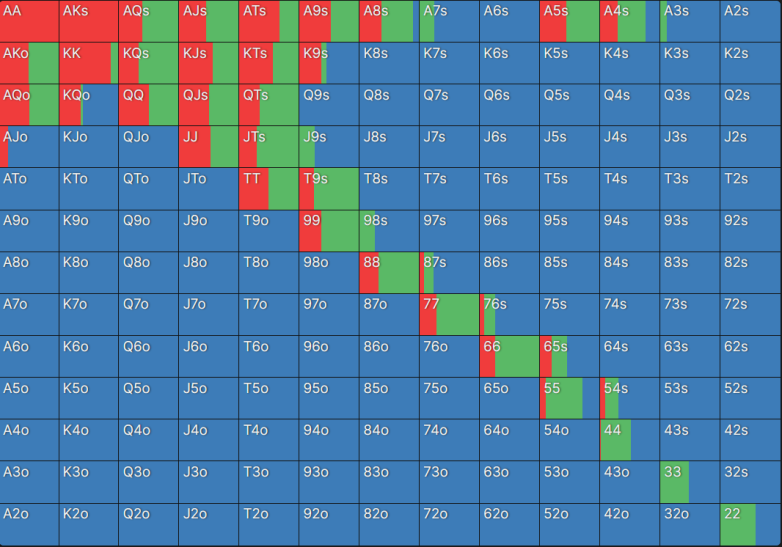 AA AKs AQs AJs ATs A9s A8s A7s A6s A5s A4s A3s A2s
AKo KK KQs KJs KTs K9s K8s K7s K6s K5s K4s K3s K2s
AQo KQo QQ QJs QTs Q9s Q8s Q7s Q6s Q5s Q4s Q3s Q2s
AJo KJo QJo JJ JTs J9s J8s J7s J6s J5s J4s J3s J2s
ATo KTo QTo JTo TT T9s T8s T7s T6s T5s T4s T3s T2s
A9o K9o Q9o J9o T9o 99 98s 97s 96s 95s 94s 93s 92s
A8o K8o Q8o J8o T8o 98o 88 87s 86s 85s 84s 83s 82s
A7o K7o Q7o J7o T7o 97o 87o 77 76s 75s 74s 73s 72s
A6o K6o Q6o J6o T6o 96o 86o 76o 66 65s 64s 63s 62s
A5o K5o Q5o J5o T5o 95o 85o 75o 65o 55 54s 53s 52s
A4o K4o Q4o J4o T4o 94o 84o 74o 64o 54o 44 43s 42s
A3o K3o Q3o J3o T3o 93o 83o 73o 63o 53o 43o 33 32s
A2o K2o Q2o J2o T2o 92o 82o 72o 62o 52o 42o 32o 22